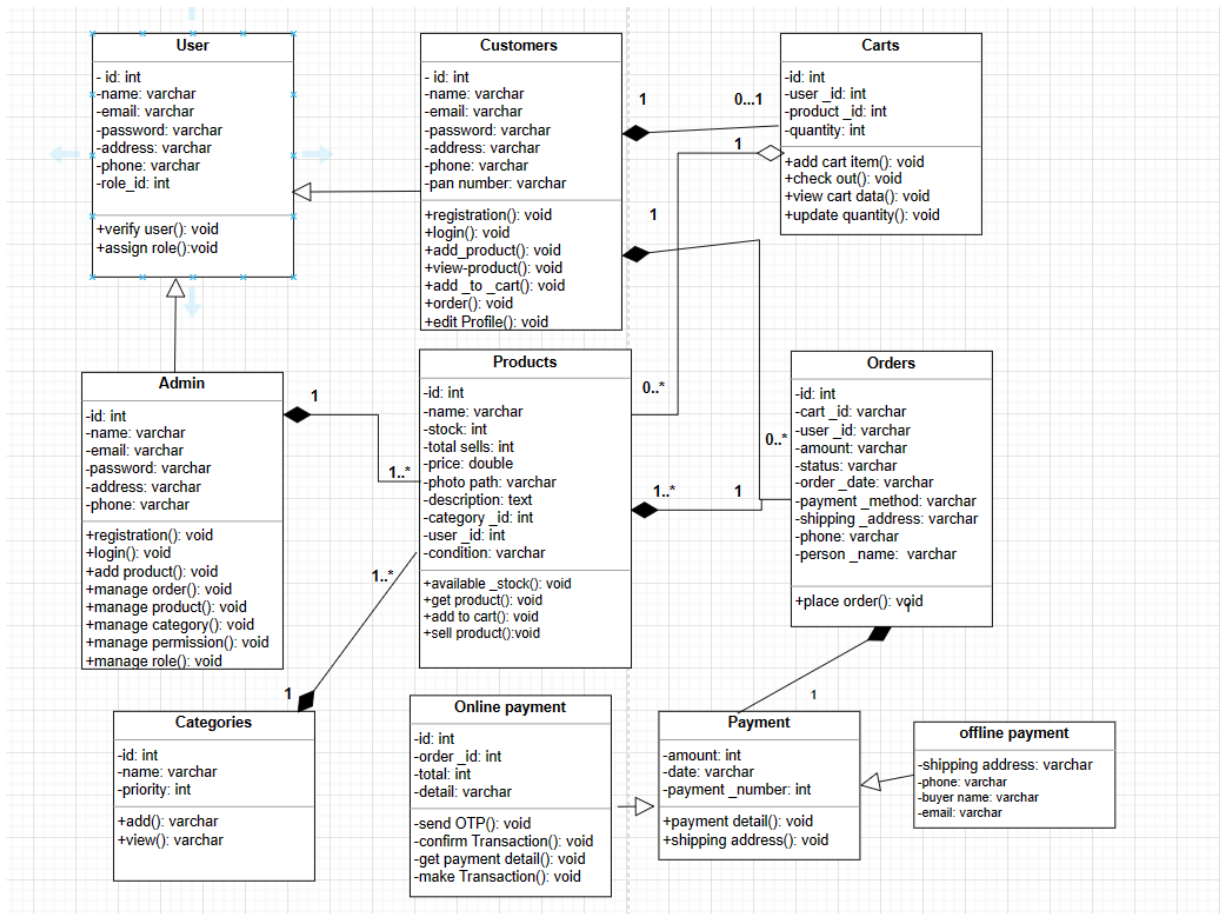 User
- id: int
-name: varchar
-email: varchar
-password: varchar
-address: varchar
-phone: varchar
-role_id: int
+verify user(): void
+assign role():void
Customers
- id: int
-name: varchar
-email: varchar
-password: varchar
-address: varchar
-phone: varchar
-pan number: varchar
+registration(): void
+login(): void
+add_product(): void
+view-product(): void
+add _to _cart(): void
+order(): void
+edit Profile(): void
1
0...1
1
1
Carts
-id: int
-user _id: int
-product _id: int
-quantity: int
+add cart item(): void
+check out(): void
+view cart data(): void
+update quantity(): void
Admin
-id: int
-name: varchar
-email: varchar
-password: varchar
-address: varchar
-phone: varchar
+registration(): void
+login(): void
+add product(): void
+manage order(): void
+manage product(): void
+manage category(): void
+manage permission(): void
+manage role(): void
1
1..*
1..*
1
Products
-id: int
-name: varchar
-stock: int
-total sells: int
-price: double
-photo path: varchar
-description: text
-category _id: int
-user _id: int
-condition: varchar
+available _stock(): void
+get product(): void
+add to cart(): void
+sell product():void
0..*
0..*
1..*
1
Orders
-id: int
-cart _id: varchar
-user _id: varchar
-amount: varchar
-status: varchar
-order _date: varchar
-payment _method: varchar
-shipping _address: varchar
-phone: varchar
-person _name: varchar
+place order(): void
1
Categories
-id: int
-name: varchar
-priority: int
+add(): varchar
+view(): varchar
Online payment
-id: int
-order _id: int
-total: int
-detail: varchar
-send OTP(): void
-confirm Transaction(): void
-get payment detail(): void
-make Transaction(): void
Payment
-amount: int
-date: varchar
-payment _number: int
+payment detail(): void
+shipping address(): void
offline payment
-shipping address: varchar
-phone: varchar
-buyer name: varchar
-email: varchar